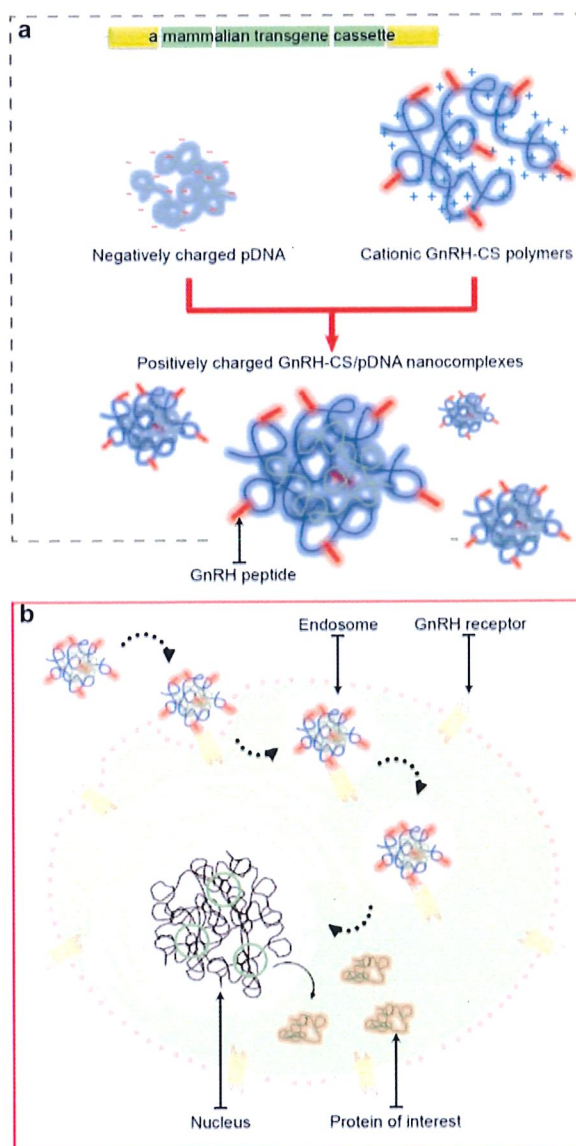 a
a mammalian transgene cassette
Negatively charged pDNA
Cationic GnRH-CS polymers
Positively charged GnRH-CS/pDNA nanocomplexes
GnRH peptide
b
Endosome
GnRH receptor
Nucleus
Protein of interest